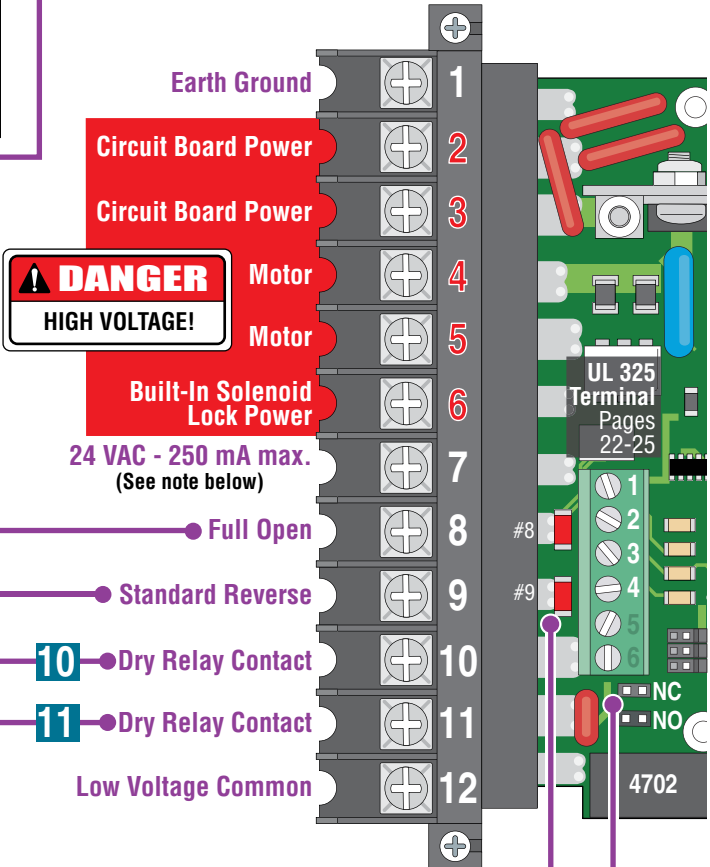 Earth Ground
1
Circuit Board Power
2
Circuit Board Power
3
DANGER
HIGH VOLTAGE!
Motor
4
Motor
5
Built-In Solenoid
Lock Power
6
24 VAC - 250 mA max.
(See note below)
7
Full Open
8
#8
Standard Reverse
9
#9
10
Dry Relay Contact
10
11
Dry Relay Contact
11
Low Voltage Common
12
UL 325
Terminal
Pages
22-25
1
2
3
4
5
6
NC
NO
4702